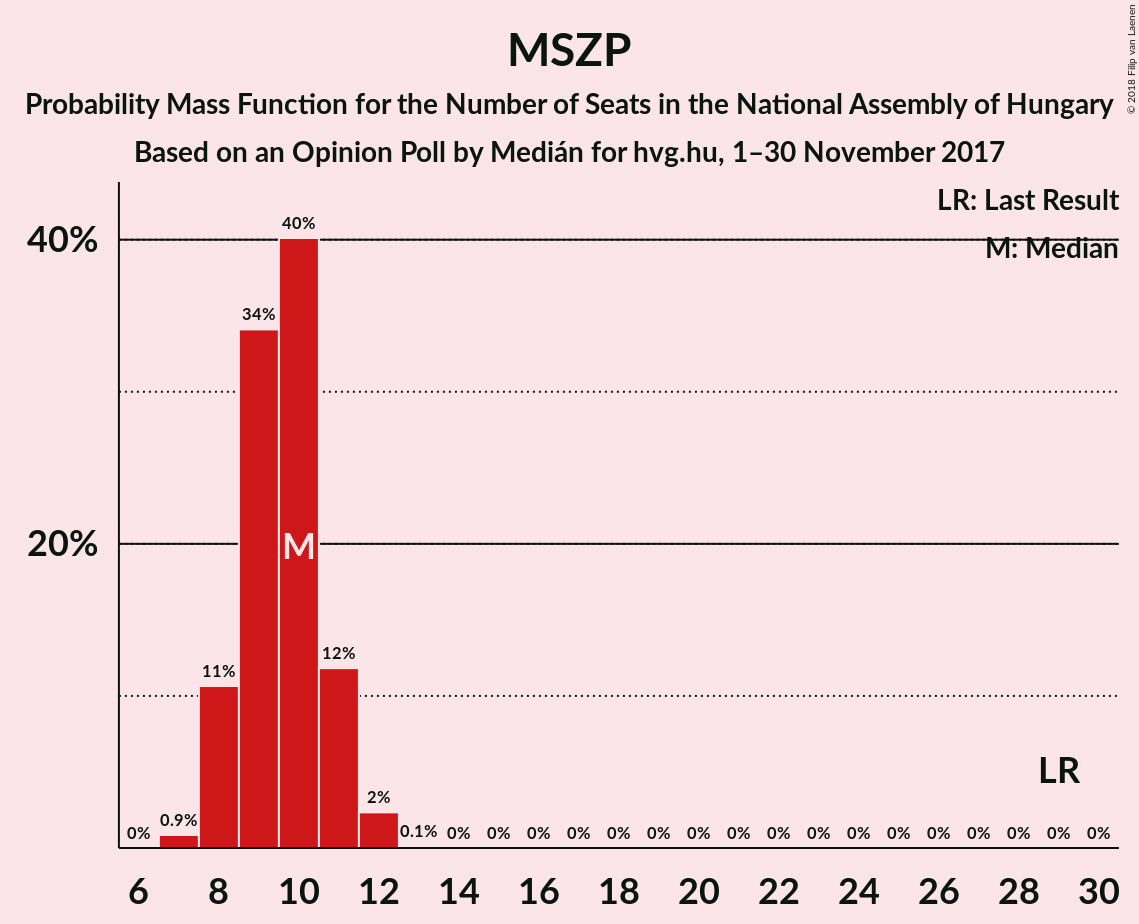 MSZP
Probability Mass Function for the Number of Seats in the National Assembly of Hungary
Based on an Opinion Poll by Medián for hvg.hu, 1–30 November 2017
© 2018 Filip van Laenen
LR: Last Result
M: Median
40%
20%
0% 0.9% 11% 34% 40% 12% 2% 0.1% 0% 0% 0% 0% 0% 0% 0% 0% 0% 0% 0% 0% 0% 0% 0% 0% 0%
M
LR
6 8 10 12 14 16 18 20 22 24 26 28 30